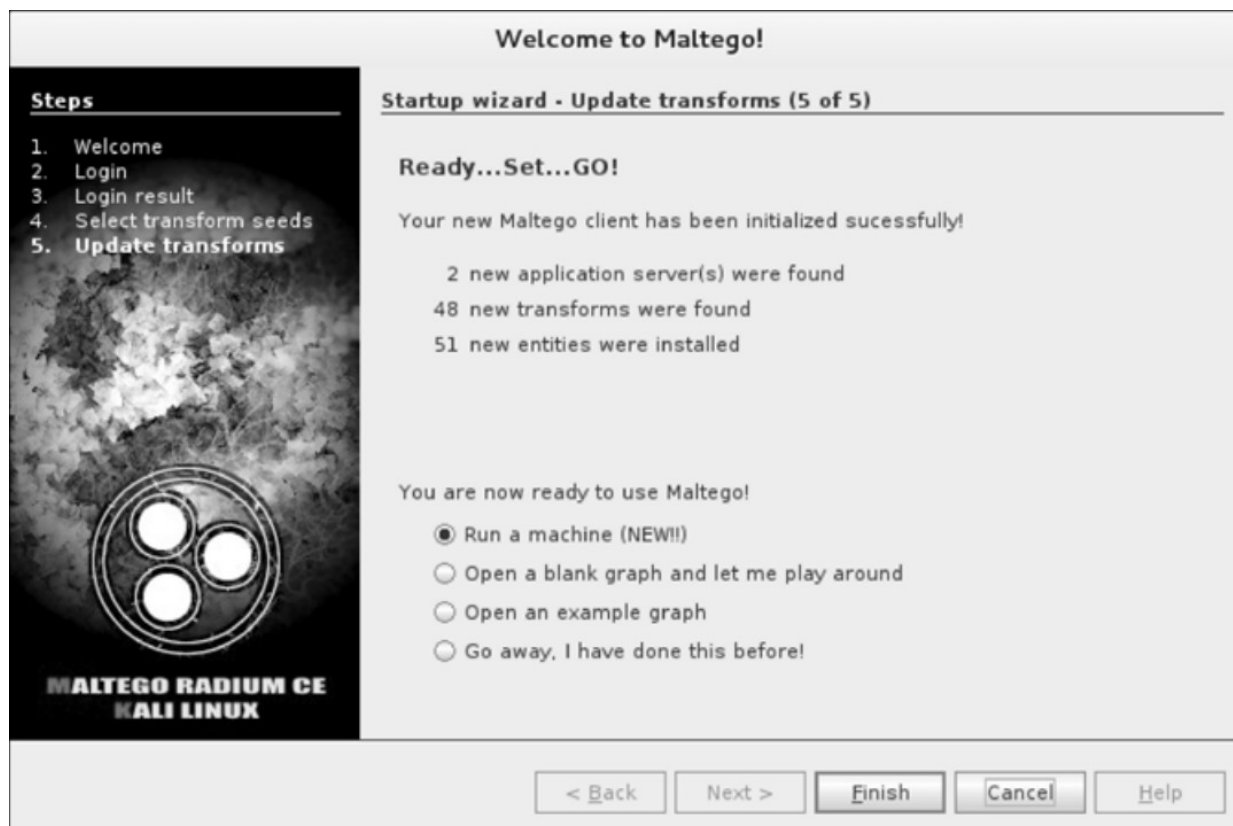 Welcome to Maltego!
Steps
1. Welcome
2. Login
3. Login result
4. Select transform seeds
5. Update transforms
MALTEGO RADIUM CE
KALI LINUX
Startup wizard - Update transforms (5 of 5)
Ready...Set...GO!
Your new Maltego client has been initialized sucessfully!
2 new application server(s) were found
48 new transforms were found
51 new entities were installed
You are now ready to use Maltego!
Run a machine (NEW!!)
Open a blank graph and let me play around
Open an example graph
Go away, I have done this before!
< Back Next > Finish Cancel Help